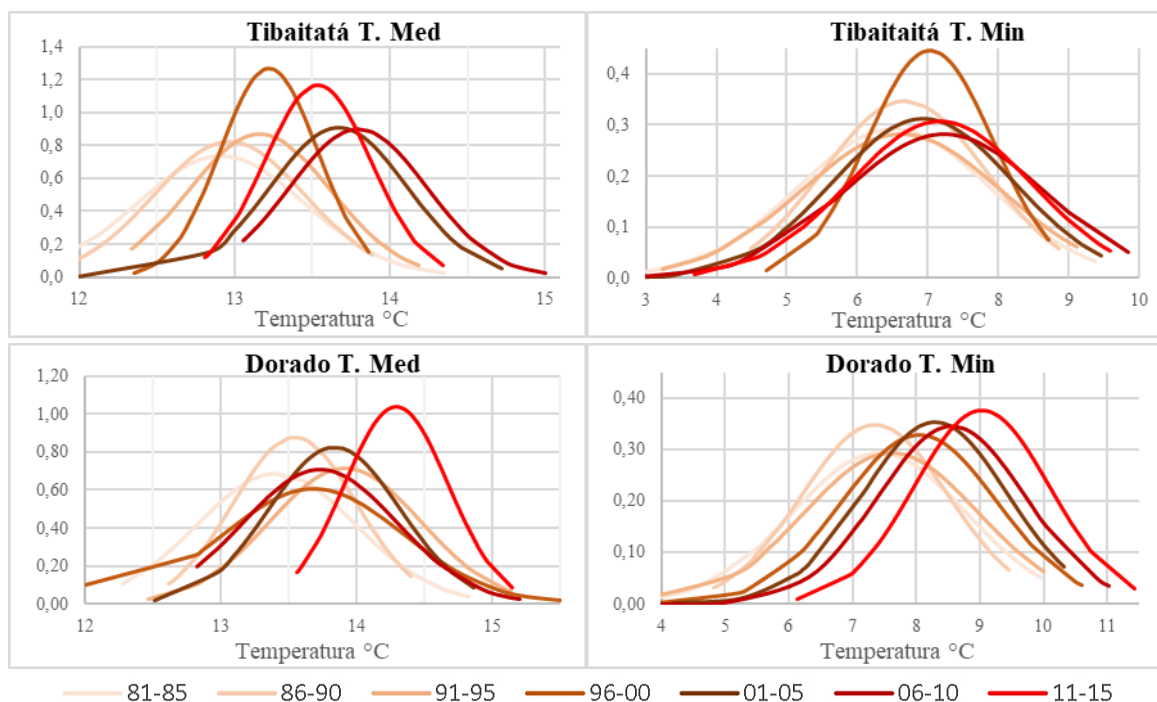 Tibaitatá T. Med
1,4
1,2
1,0
0,8
0,6
0,4
0,2
0,0
12 13 14 15
Temperatura °C
Tibaitaitá T. Min
0,4
0,3
0,2
0,1
0,0
3 4 5 6 7 8 9 10
Temperatura °C
Dorado T. Med
1,20
1,00
0,80
0,60
0,40
0,20
0,00
12 13 14 15
Temperatura °C
Dorado T. Min
0,40
0,30
0,20
0,10
0,00
4 5 6 7 8 9 10 11
Temperatura °C
81-85 86-90 91-95 96-00 01-05 06-10 11-15